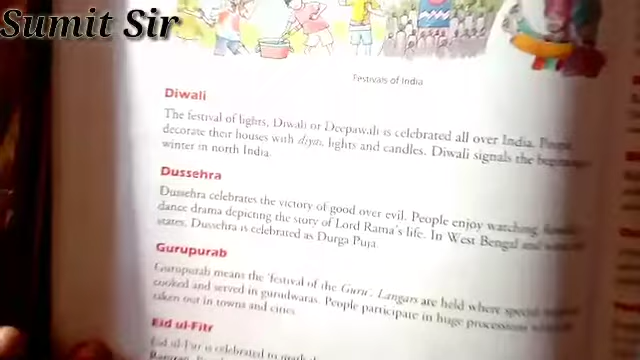 Sumit Sir
Festivals of India
Diwali
The festival of lights, Diwali or Deepawali is celebrated all over India. People
decorate their houses with diyas, lights and candles. Diwali signals the beginning
winter in north India.
Dussehra
Dussehra celebrates the victory of good over evil. People enjoy watching
dance drama depicting the story of Lord Rama's life. In West Bengal and some
states, Dussehra is celebrated as Durga Puja.
Gurupurab
Gurupurab means the 'festival of the Guru'. Langars are held where special
cooked and served in gurudwaras. People participate in huge processions
taken out in towns and cities.
Eid ul-Fitr
Eid ul-Fitr is celebrated to mark